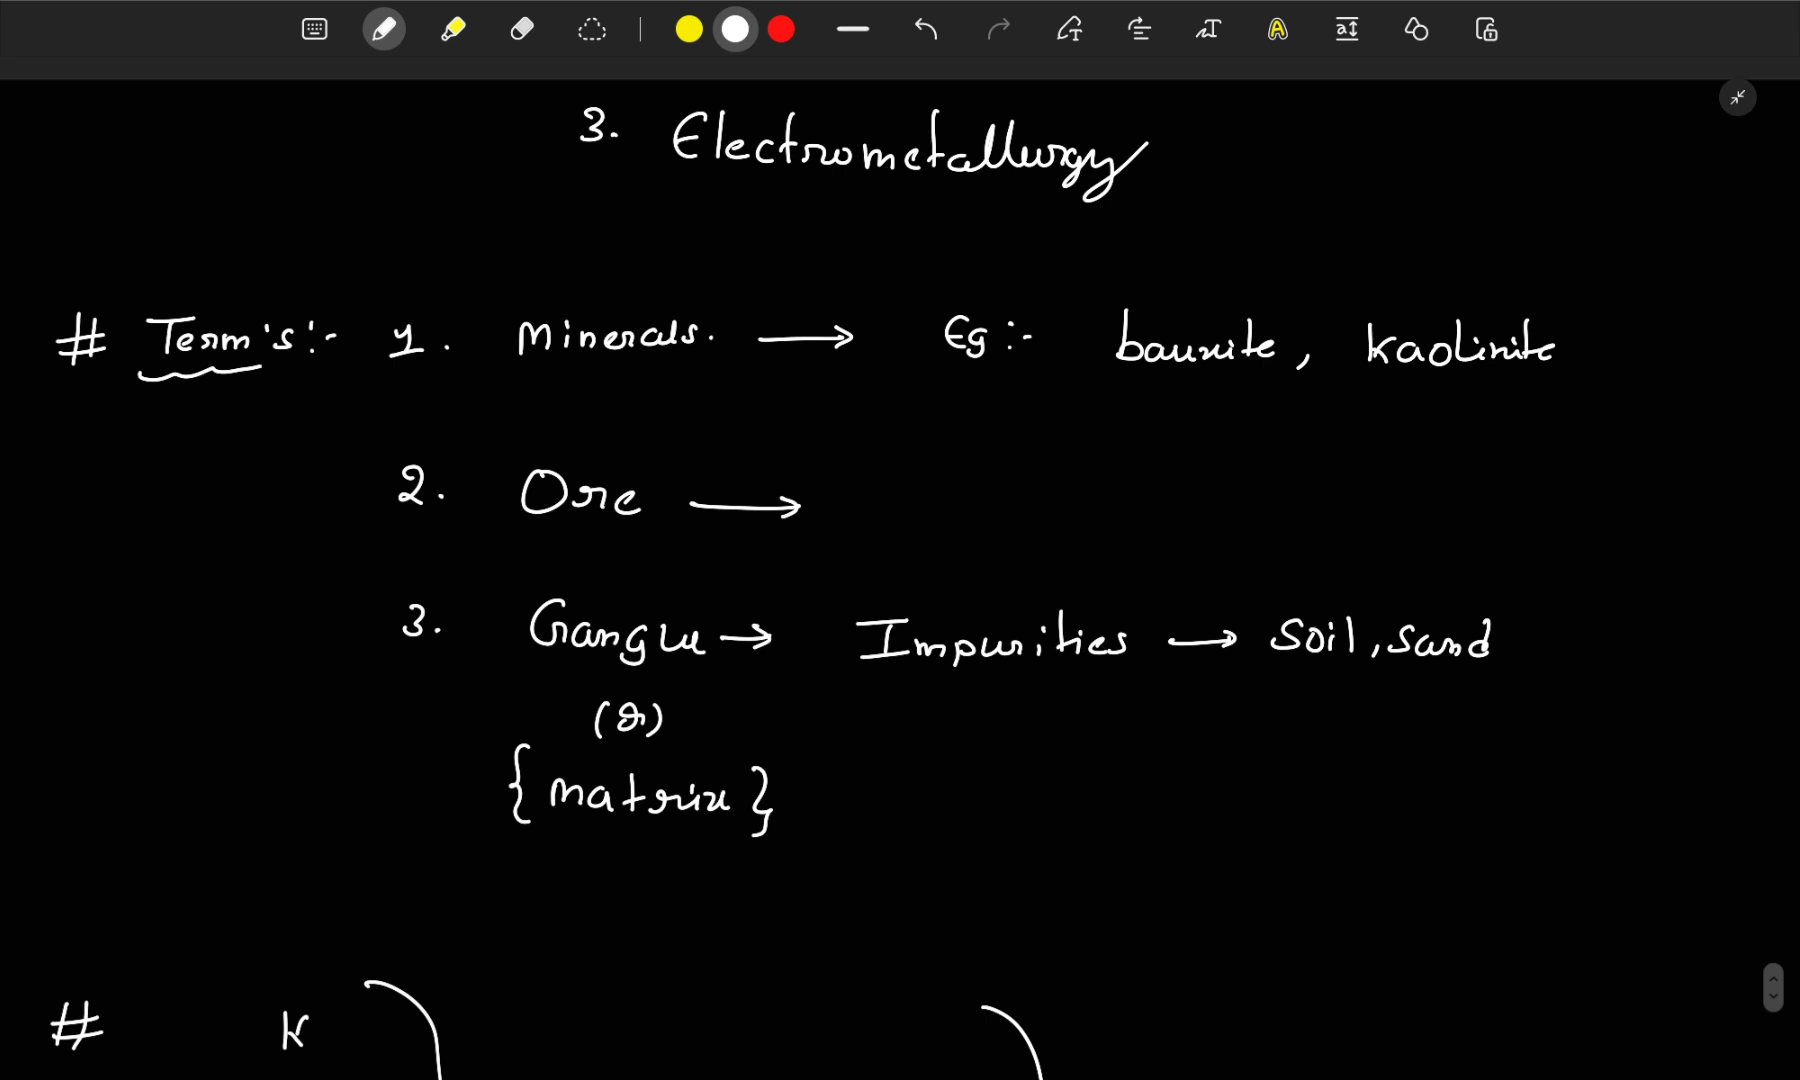 3. Electrometallurgy
# Term's :- 1. Minerals. ⟶ Eg :- bauxite, kaolinite
2. Ore ⟶
3. Gangue → Impurities → Soil, Sand
(or)
{ matrix }
# K